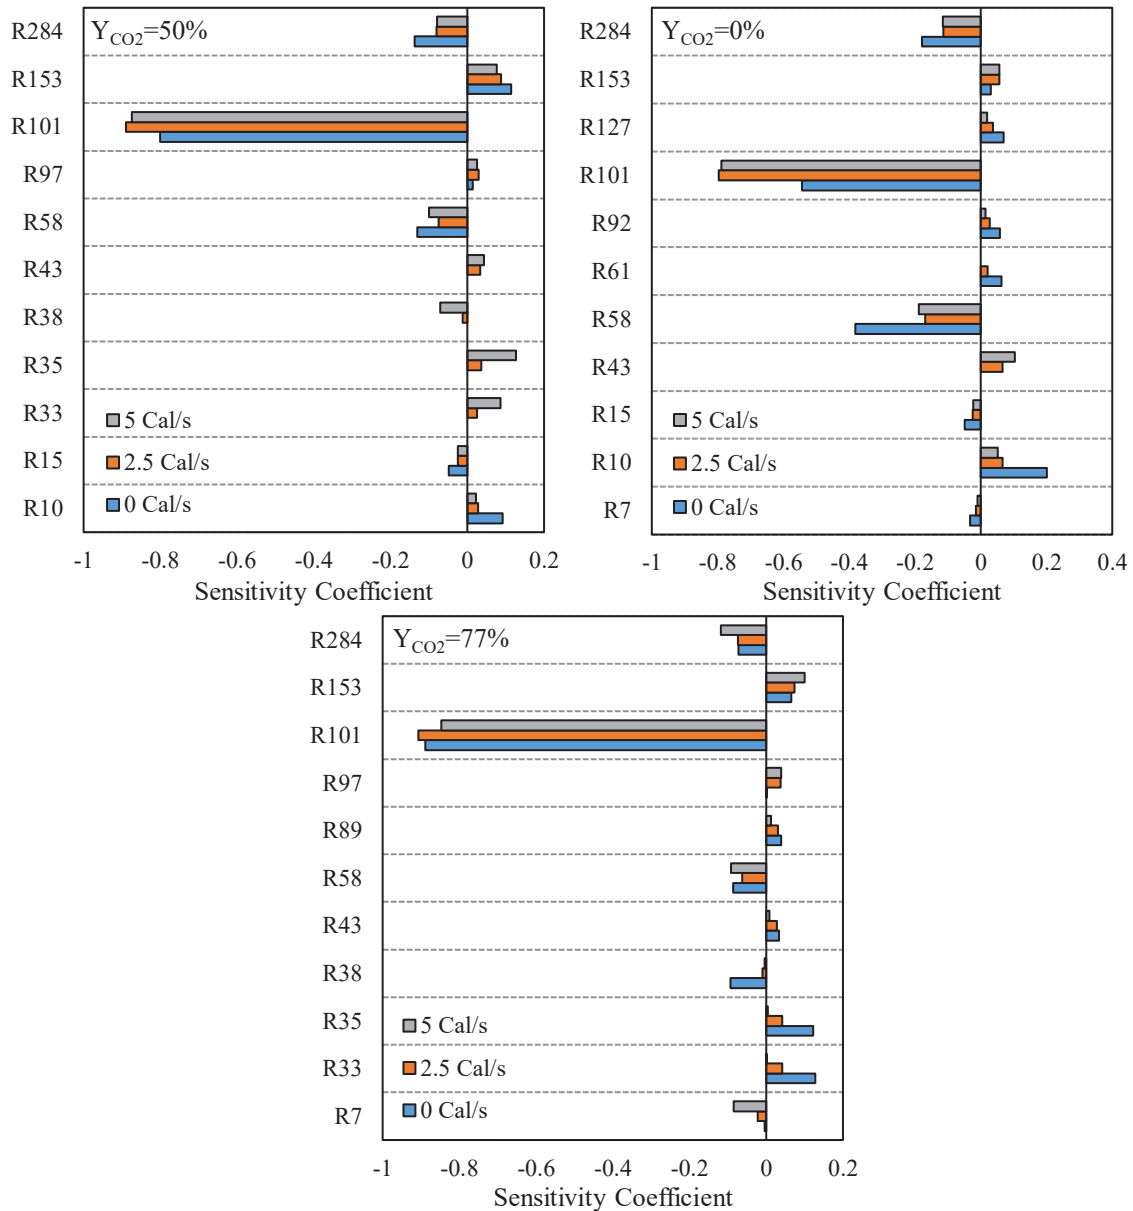 Y_CO2=50%
R284
R153
R101
R97
R58
R43
R38
R35
R33
R15
R10
5 Cal/s
2.5 Cal/s
0 Cal/s
-1 -0.8 -0.6 -0.4 -0.2 0 0.2
Sensitivity Coefficient
Y_CO2=0%
R284
R153
R127
R101
R92
R61
R58
R43
R15
R10
R7
5 Cal/s
2.5 Cal/s
0 Cal/s
-1 -0.8 -0.6 -0.4 -0.2 0 0.2 0.4
Sensitivity Coefficient
Y_CO2=77%
R284
R153
R101
R97
R89
R58
R43
R38
R35
R33
R7
5 Cal/s
2.5 Cal/s
0 Cal/s
-1 -0.8 -0.6 -0.4 -0.2 0 0.2
Sensitivity Coefficient